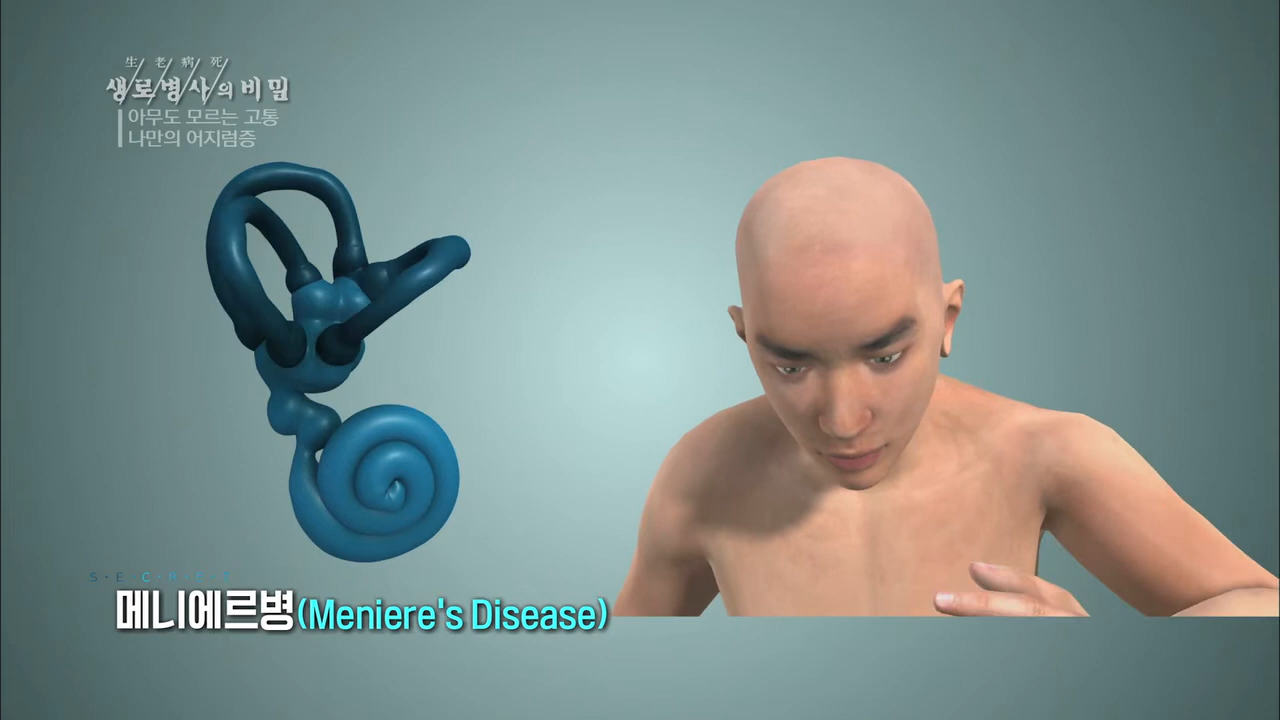 生老病死
생로병사의 비밀
아무도 모르는 고통
나만의 어지럼증
S·E·C·R·E·T
메니에르병(Meniere's Disease)